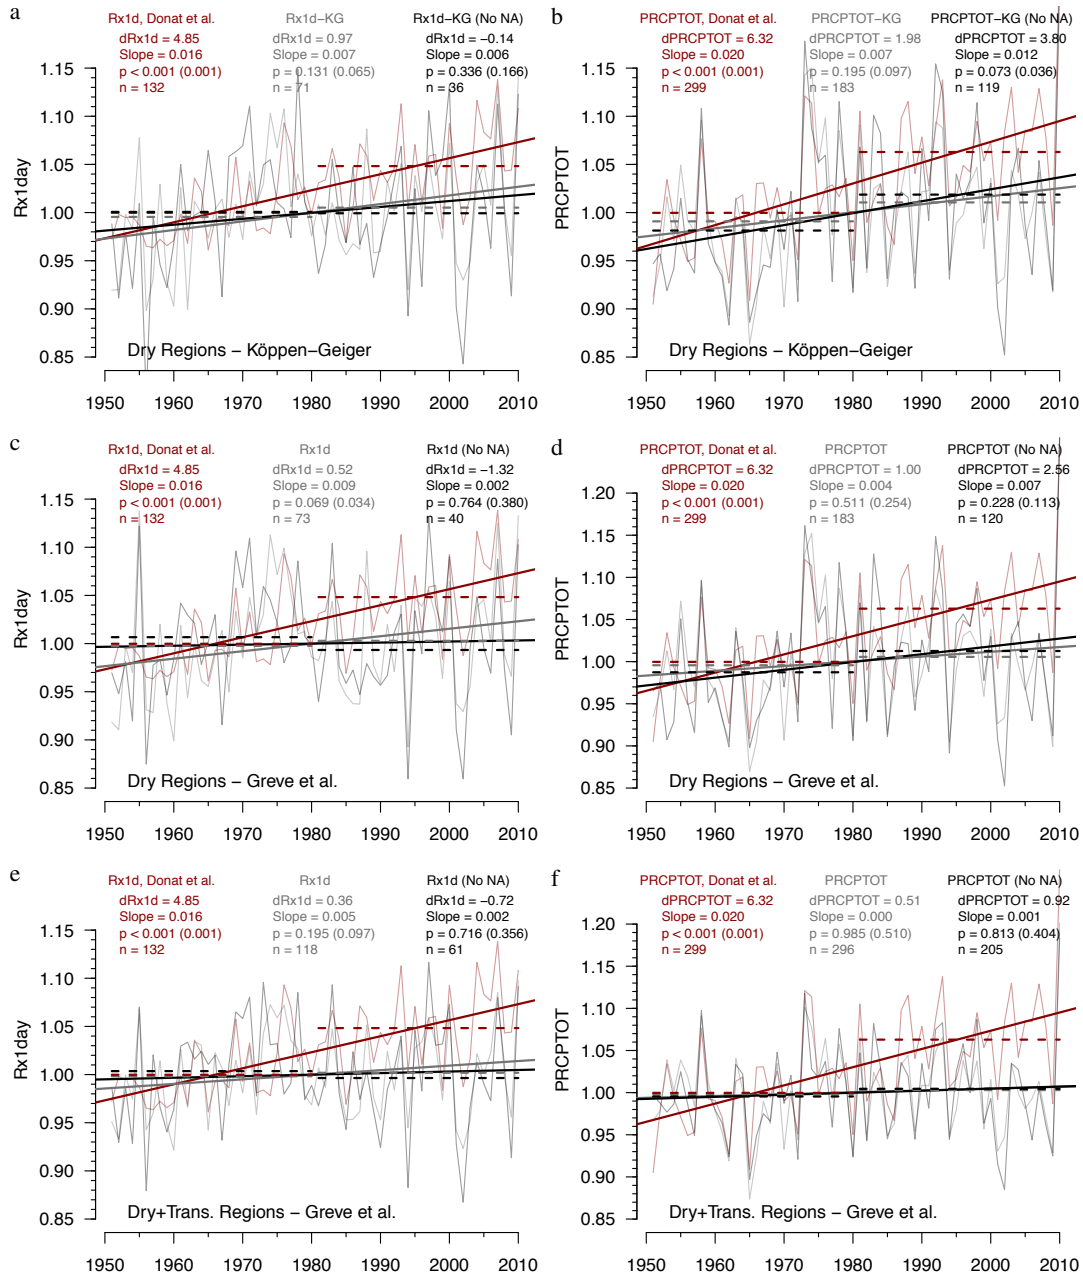 a
Rx1d, Donat et al.
dRx1d = 4.85
Slope = 0.016
p < 0.001 (0.001)
n = 132
Rx1d−KG
dRx1d = 0.97
Slope = 0.007
p = 0.131 (0.065)
n = 71
Rx1d−KG (No NA)
dRx1d = −0.14
Slope = 0.006
p = 0.336 (0.166)
n = 36
Rx1day
1.15
1.10
1.05
1.00
0.95
0.90
0.85
Dry Regions − Köppen−Geiger
1950 1960 1970 1980 1990 2000 2010
b
PRCPTOT, Donat et al.
dPRCPTOT = 6.32
Slope = 0.020
p < 0.001 (0.001)
n = 299
PRCPTOT−KG
dPRCPTOT = 1.98
Slope = 0.007
p = 0.195 (0.097)
n = 183
PRCPTOT−KG (No NA)
dPRCPTOT = 3.80
Slope = 0.012
p = 0.073 (0.036)
n = 119
PRCPTOT
1.15
1.10
1.05
1.00
0.95
0.90
0.85
Dry Regions − Köppen−Geiger
1950 1960 1970 1980 1990 2000 2010
c
Rx1d, Donat et al.
dRx1d = 4.85
Slope = 0.016
p < 0.001 (0.001)
n = 132
Rx1d
dRx1d = 0.52
Slope = 0.009
p = 0.069 (0.034)
n = 73
Rx1d (No NA)
dRx1d = −1.32
Slope = 0.002
p = 0.764 (0.380)
n = 40
Rx1day
1.15
1.10
1.05
1.00
0.95
0.90
0.85
Dry Regions − Greve et al.
1950 1960 1970 1980 1990 2000 2010
d
PRCPTOT, Donat et al.
dPRCPTOT = 6.32
Slope = 0.020
p < 0.001 (0.001)
n = 299
PRCPTOT
dPRCPTOT = 1.00
Slope = 0.004
p = 0.511 (0.254)
n = 183
PRCPTOT (No NA)
dPRCPTOT = 2.56
Slope = 0.007
p = 0.228 (0.113)
n = 120
PRCPTOT
1.20
1.15
1.10
1.05
1.00
0.95
0.90
0.85
Dry Regions − Greve et al.
1950 1960 1970 1980 1990 2000 2010
e
Rx1d, Donat et al.
dRx1d = 4.85
Slope = 0.016
p < 0.001 (0.001)
n = 132
Rx1d
dRx1d = 0.36
Slope = 0.005
p = 0.195 (0.097)
n = 118
Rx1d (No NA)
dRx1d = −0.72
Slope = 0.002
p = 0.716 (0.356)
n = 61
Rx1day
1.15
1.10
1.05
1.00
0.95
0.90
0.85
Dry+Trans. Regions − Greve et al.
1950 1960 1970 1980 1990 2000 2010
f
PRCPTOT, Donat et al.
dPRCPTOT = 6.32
Slope = 0.020
p < 0.001 (0.001)
n = 299
PRCPTOT
dPRCPTOT = 0.51
Slope = 0.000
p = 0.985 (0.510)
n = 296
PRCPTOT (No NA)
dPRCPTOT = 0.92
Slope = 0.001
p = 0.813 (0.404)
n = 205
PRCPTOT
1.20
1.15
1.10
1.05
1.00
0.95
0.90
0.85
Dry+Trans. Regions − Greve et al.
1950 1960 1970 1980 1990 2000 2010